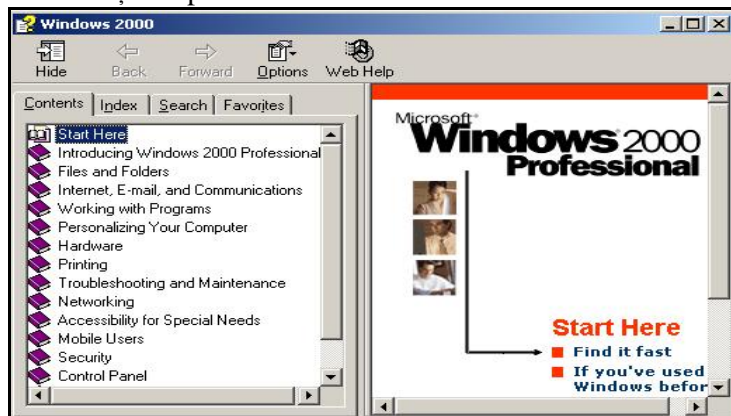 Windows 2000
Hide Back Forward Options Web Help
Contents Index Search Favorites
Start Here
Introducing Windows 2000 Professional
Files and Folders
Internet, E-mail, and Communications
Working with Programs
Personalizing Your Computer
Hardware
Printing
Troubleshooting and Maintenance
Networking
Accessibility for Special Needs
Mobile Users
Security
Control Panel
Microsoft
Windows 2000
Professional
Start Here
Find it fast
If you've used
Windows befor